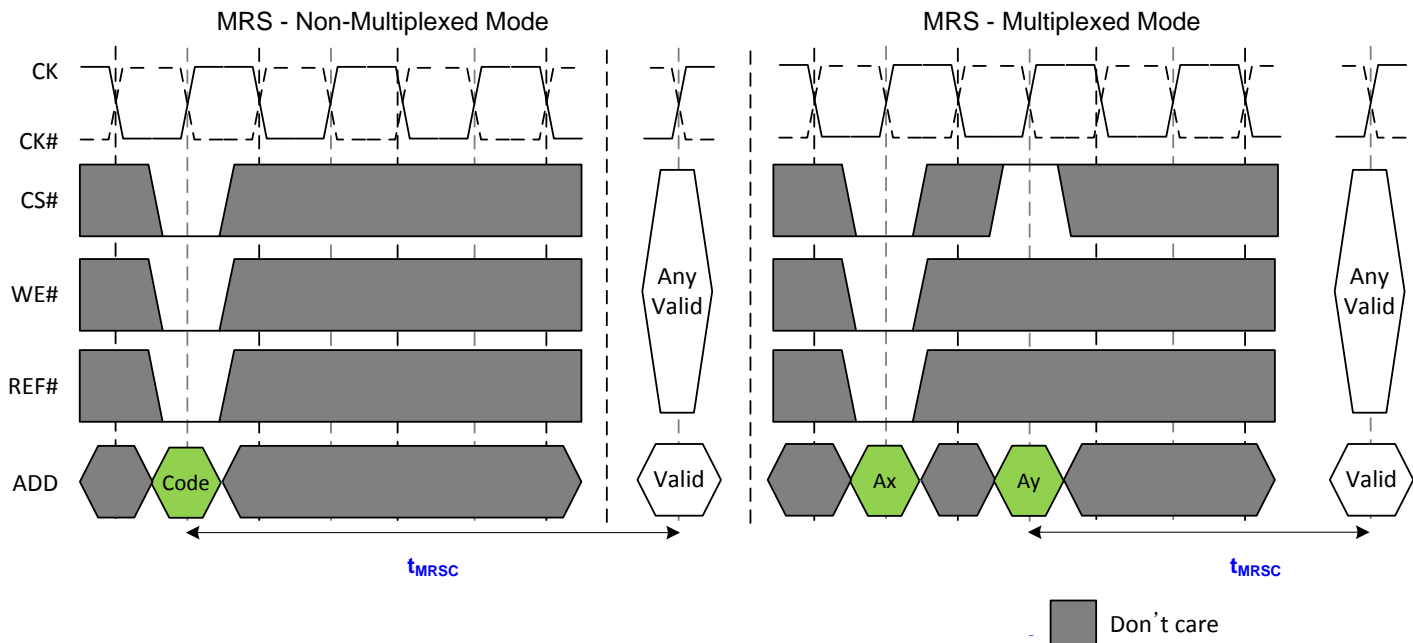 MRS - Non-Multiplexed Mode
MRS - Multiplexed Mode
CK
CK#
CS#
WE#
REF#
ADD
Any
Valid
Any
Valid
Code
Valid
Ax
Ay
Valid
tMRSC
tMRSC
Don't care